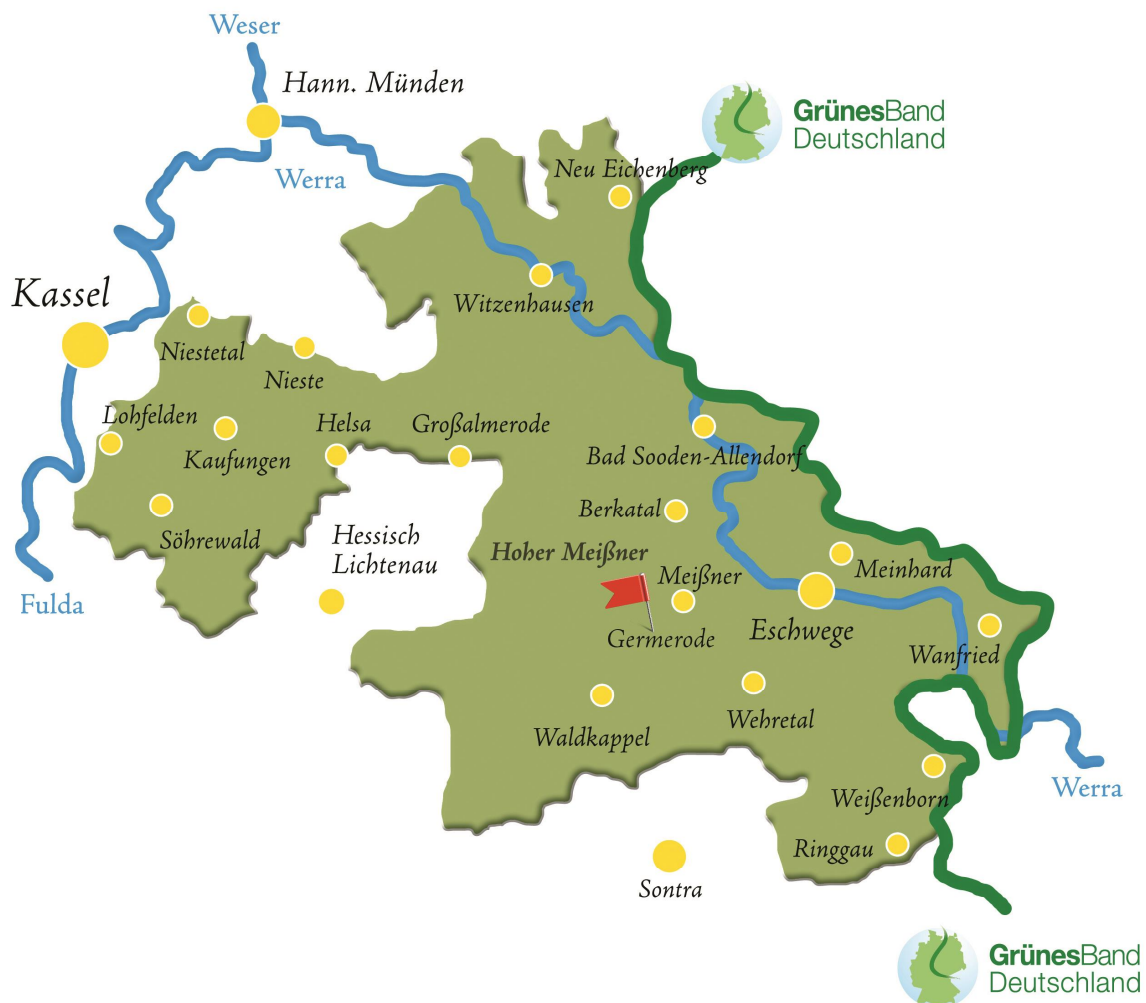 Weser
Hann. Münden
GrünesBand
Deutschland
Neu Eichenberg
Werra
Kassel
Witzenhausen
Niestetal
Nieste
Lohfelden
Helsa
Großalmerode
Kaufungen
Bad Sooden-Allendorf
Berkatal
Söhrewald
Hessisch
Lichtenau
Hoher Meißner
Meißner
Meinhard
Fulda
Germerode
Eschwege
Wanfried
Waldkappel
Wehretal
Werra
Weißenborn
Ringgau
Sontra
GrünesBand
Deutschland